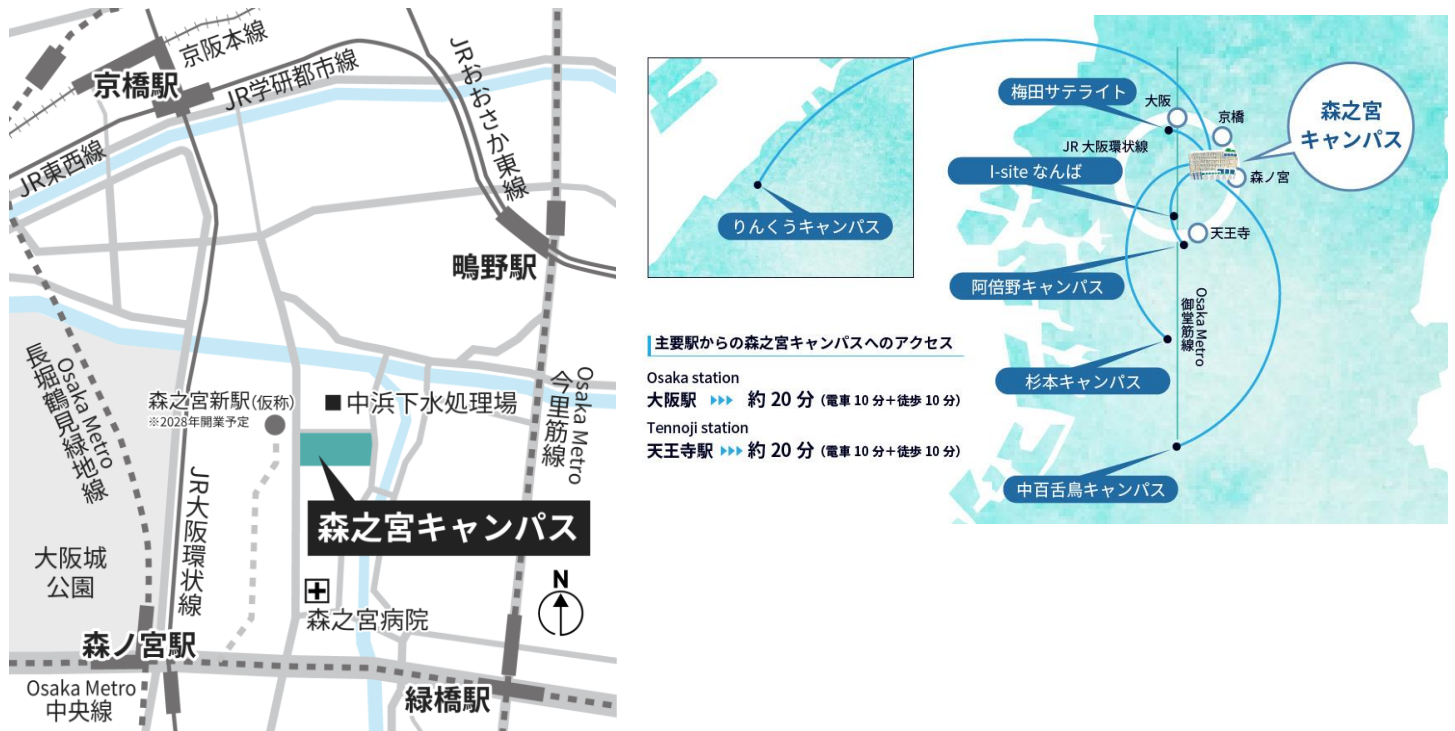 京阪本線
京橋駅
JR学研都市線
JRおおさか東線
JR東西線
鴫野駅
長堀鶴見緑地線
Osaka Metro
森之宮新駅(仮称)
※2028年開業予定
■中浜下水処理場
今里筋線
Osaka Metro
JR大阪環状線
森之宮キャンパス
大阪城
公園
N
森之宮病院
森ノ宮駅
Osaka Metro
中央線
緑橋駅
りんくうキャンパス
梅田サテライト
大阪
京橋
森之宮
キャンパス
JR 大阪環状線
I-site なんば
森ノ宮
天王寺
阿倍野キャンパス
Osaka Metro
御堂筋線
杉本キャンパス
中百舌鳥キャンパス
主要駅からの森之宮キャンパスへのアクセス
Osaka station
大阪駅 約 20 分 (電車 10 分+徒歩 10 分)
Tennoji station
天王寺駅 約 20 分 (電車 10 分+徒歩 10 分)